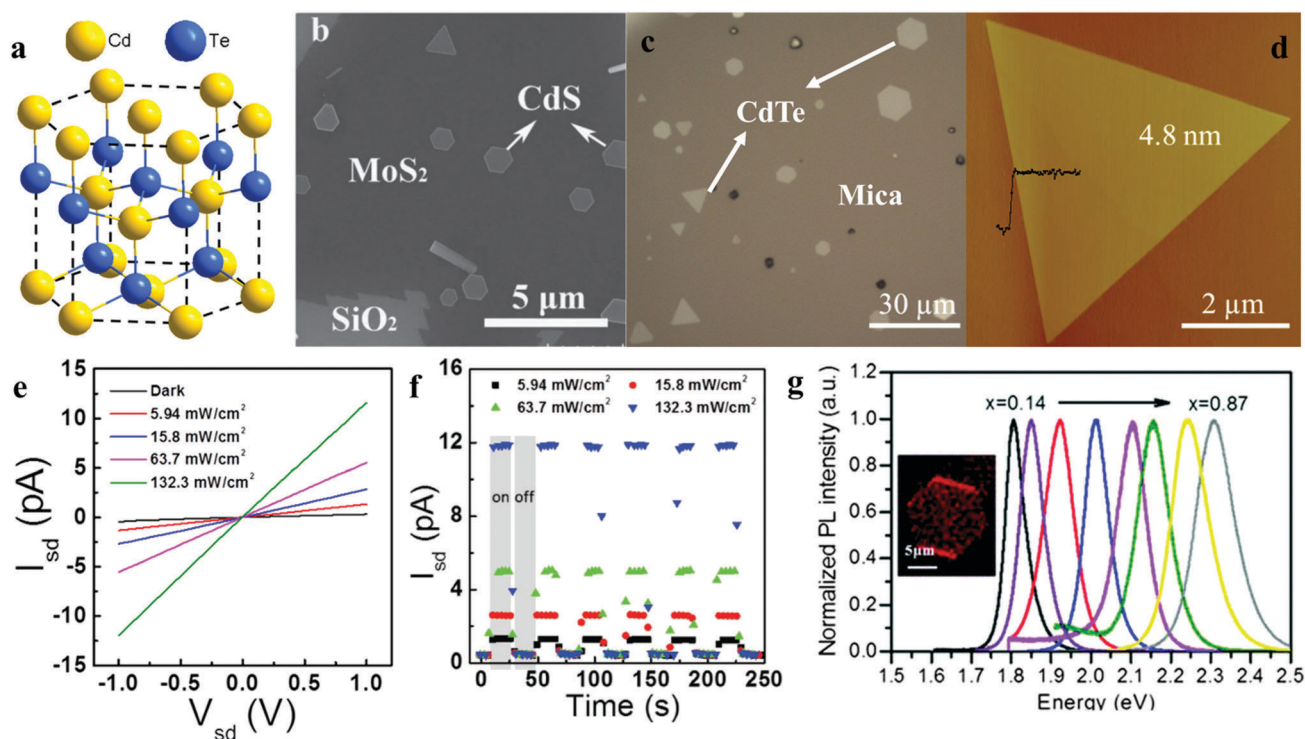 a
Cd
Te
b
CdS
MoS₂
5 µm
SiO₂
c
CdTe
Mica
30 µm
d
4.8 nm
2 µm
e
15
10
5
0
-5
-10
-15
Dark
5.94 mW/cm²
15.8 mW/cm²
63.7 mW/cm²
132.3 mW/cm²
I_sd (pA)
-1.0 -0.5 0.0 0.5 1.0
V_sd (V)
f
16
12
8
4
0
5.94 mW/cm² 15.8 mW/cm²
63.7 mW/cm² 132.3 mW/cm²
on off
I_sd (pA)
0 50 100 150 200 250
Time (s)
g
1.2
1.0
0.8
0.6
0.4
0.2
0.0
x=0.14 x=0.87
5µm
Normalized PL intensity (a.u.)
1.5 1.6 1.7 1.8 1.9 2.0 2.1 2.2 2.3 2.4 2.5
Energy (eV)